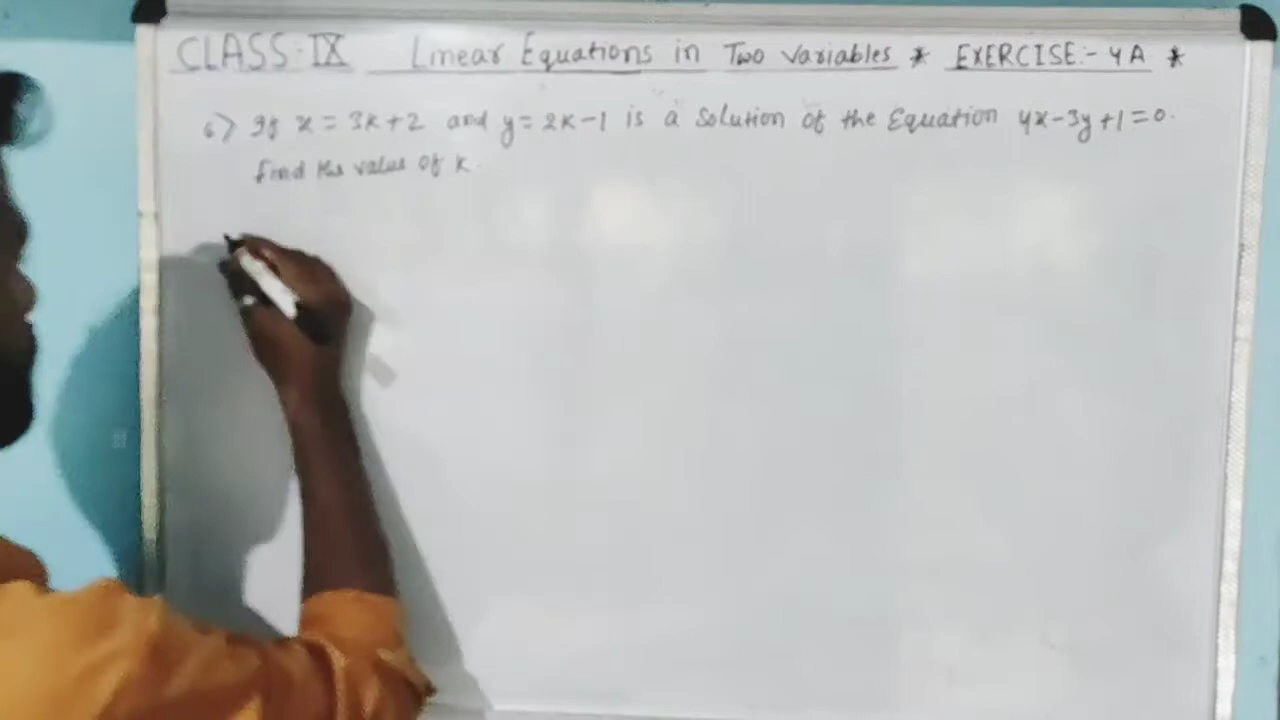 CLASS-IX Linear Equations in Two Variables * EXERCISE:- 4A *
6) If x = 3k+2 and y = 2k-1 is a solution of the Equation 4x-3y+1=0.
find the value of k.